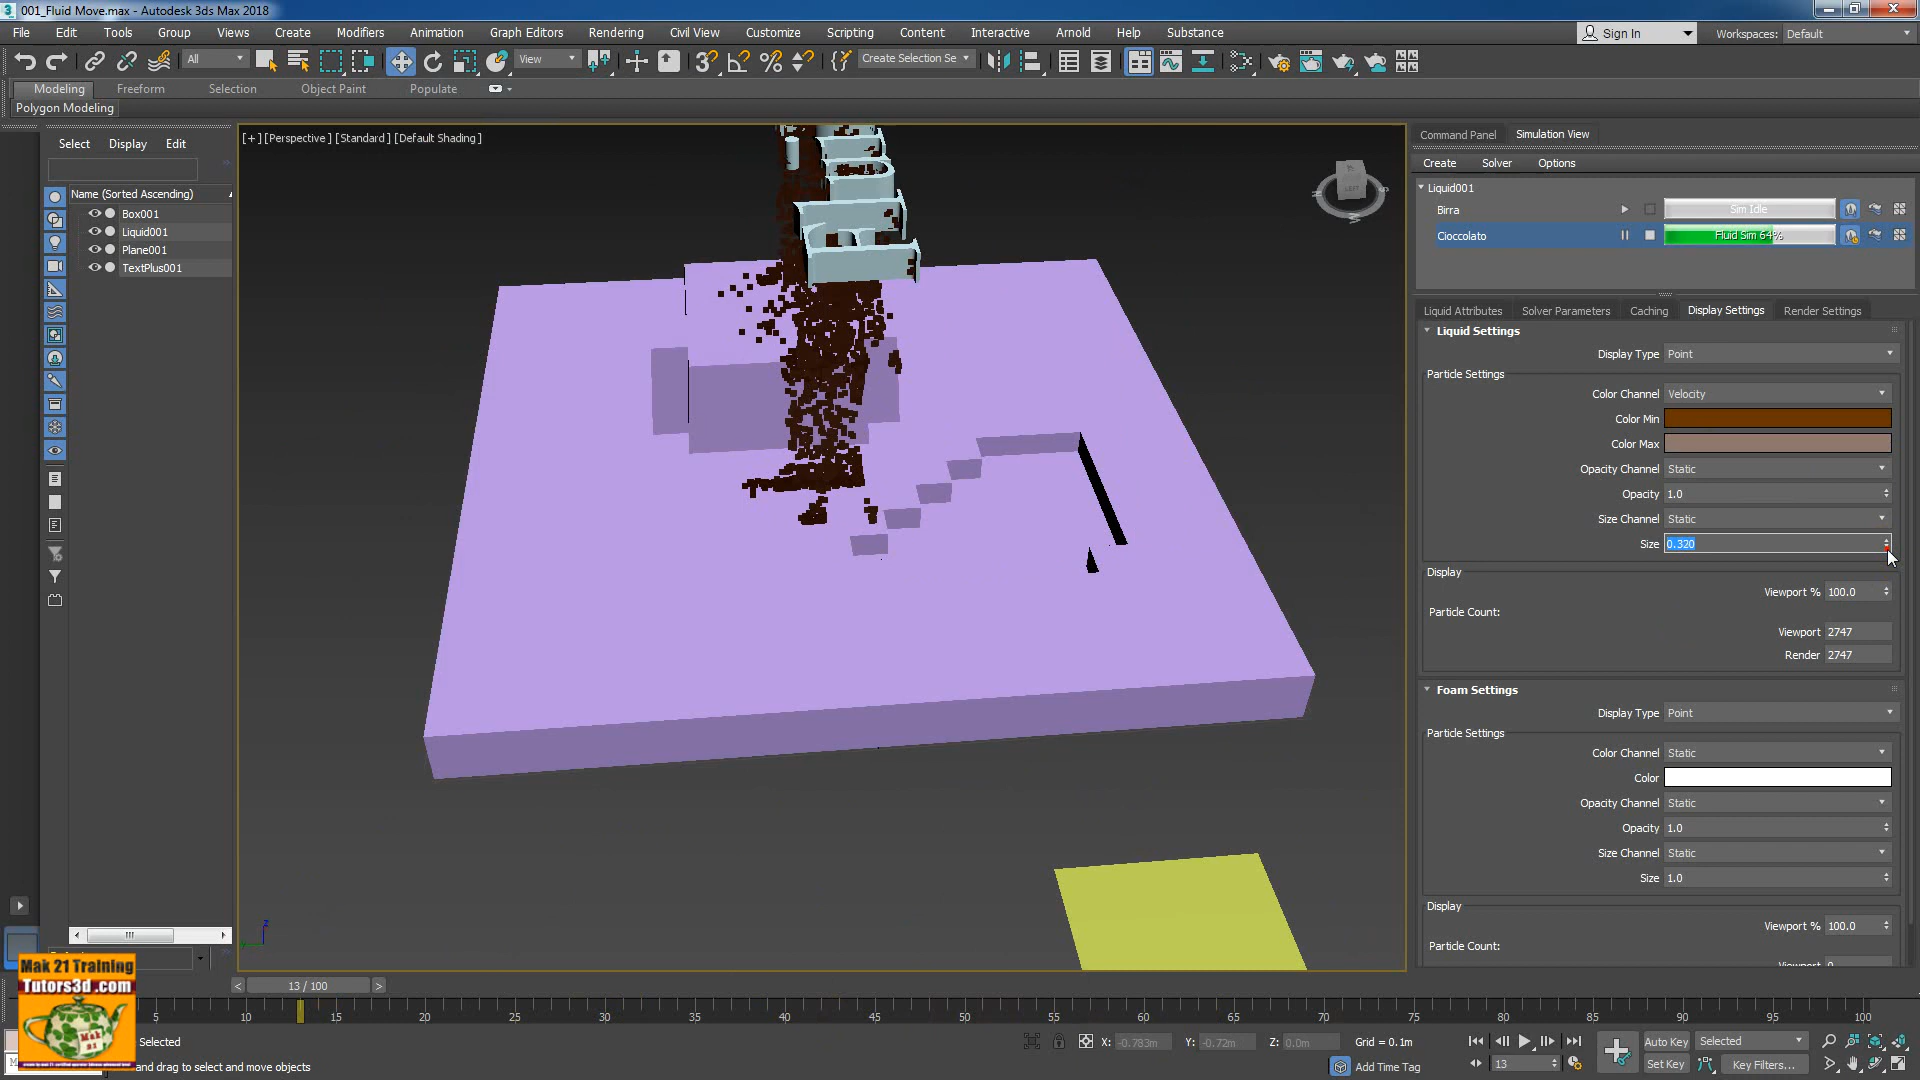 001_Fluid Move.max - Autodesk 3ds Max 2018
File Edit Tools Group Views Create Modifiers Animation Graph Editors Rendering Civil View Customize Scripting Content Interactive Arnold Help Substance
Sign In
Workspaces: Default
All
View
Create Selection Se
Modeling Freeform Selection Object Paint Populate
Polygon Modeling
Select Display Edit
Name (Sorted Ascending)
Box001
Liquid001
Plane001
TextPlus001
[+] [Perspective ] [Standard ] [Default Shading ]
LEFT
Command Panel Simulation View
Create Solver Options
Liquid001
Birra Sim Idle
Cioccolato Fluid Sim 64%
Liquid Attributes Solver Parameters Caching Display Settings Render Settings
Liquid Settings
Display Type Point
Particle Settings
Color Channel Velocity
Color Min
Color Max
Opacity Channel Static
Opacity 1.0
Size Channel Static
Size 0.320
Display
Viewport % 100.0
Particle Count:
Viewport 2747
Render 2747
Foam Settings
Display Type Point
Particle Settings
Color Channel Static
Color
Opacity Channel Static
Opacity 1.0
Size Channel Static
Size 1.0
Display
Viewport % 100.0
Particle Count:
z
Mak 21 Training
Tutors3d .com
Mak
21
< 13 / 100 >
5 10 15 20 25 30 35 40 45 50 55 60 65 70 75 80 85 90 95 100
Selected
and drag to select and move objects
X: -0.783m Y: -0.72m Z: 0.0m Grid = 0.1m
Add Time Tag
13
Auto Key Selected
Set Key Key Filters...